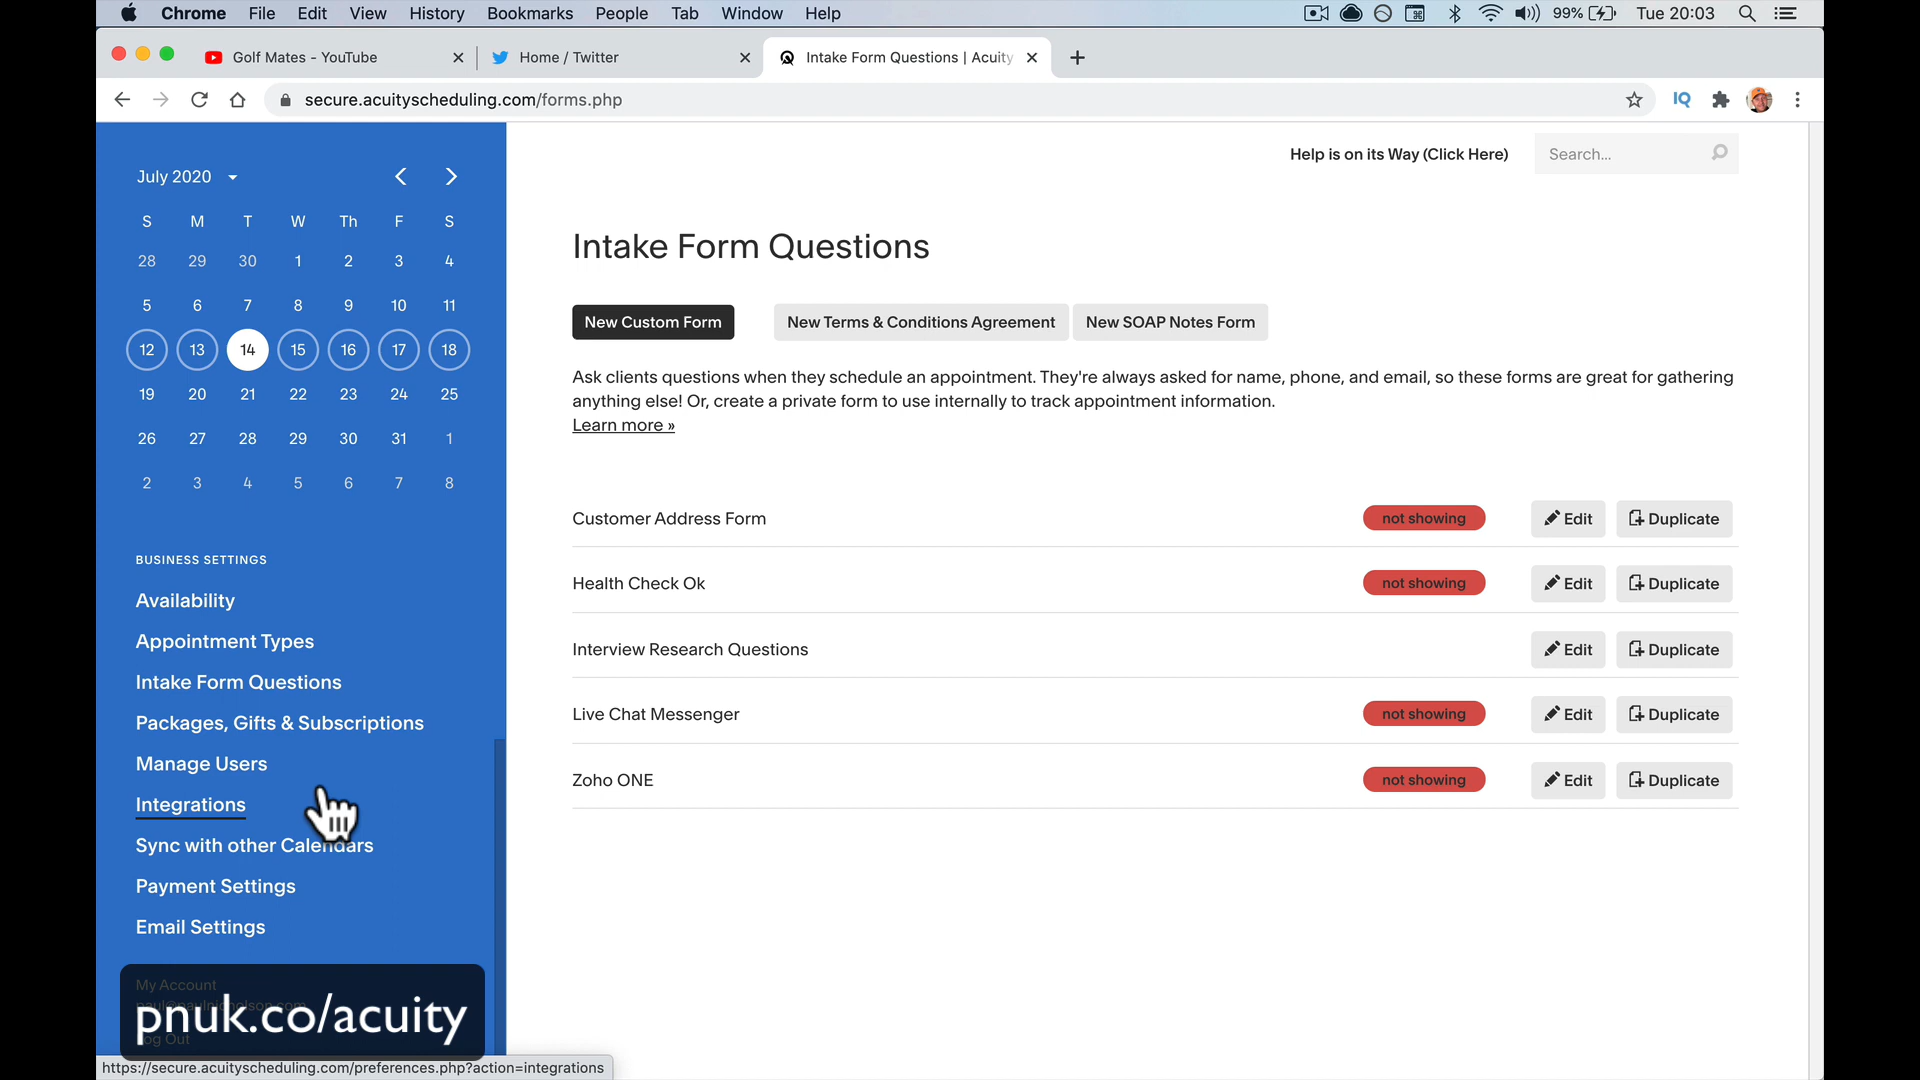 Chrome File Edit View History Bookmarks People Tab Window Help 99% Tue 20:03
Golf Mates - YouTube Home / Twitter Intake Form Questions | Acuity
secure.acuityscheduling.com/forms.php IQ
July 2020
S M T W Th F S
28 29 30 1 2 3 4
5 6 7 8 9 10 11
12 13 14 15 16 17 18
19 20 21 22 23 24 25
26 27 28 29 30 31 1
2 3 4 5 6 7 8
BUSINESS SETTINGS
Availability
Appointment Types
Intake Form Questions
Packages, Gifts & Subscriptions
Manage Users
Integrations
Sync with other Calendars
Payment Settings
Email Settings
My Account
pnuk.co/acuity
Log Out
https://secure.acuityscheduling.com/preferences.php?action=integrations
Help is on its Way (Click Here) Search...
Intake Form Questions
New Custom Form New Terms & Conditions Agreement New SOAP Notes Form
Ask clients questions when they schedule an appointment. They're always asked for name, phone, and email, so these forms are great for gathering
anything else! Or, create a private form to use internally to track appointment information.
Learn more »
Customer Address Form not showing Edit Duplicate
Health Check Ok not showing Edit Duplicate
Interview Research Questions Edit Duplicate
Live Chat Messenger not showing Edit Duplicate
Zoho ONE not showing Edit Duplicate